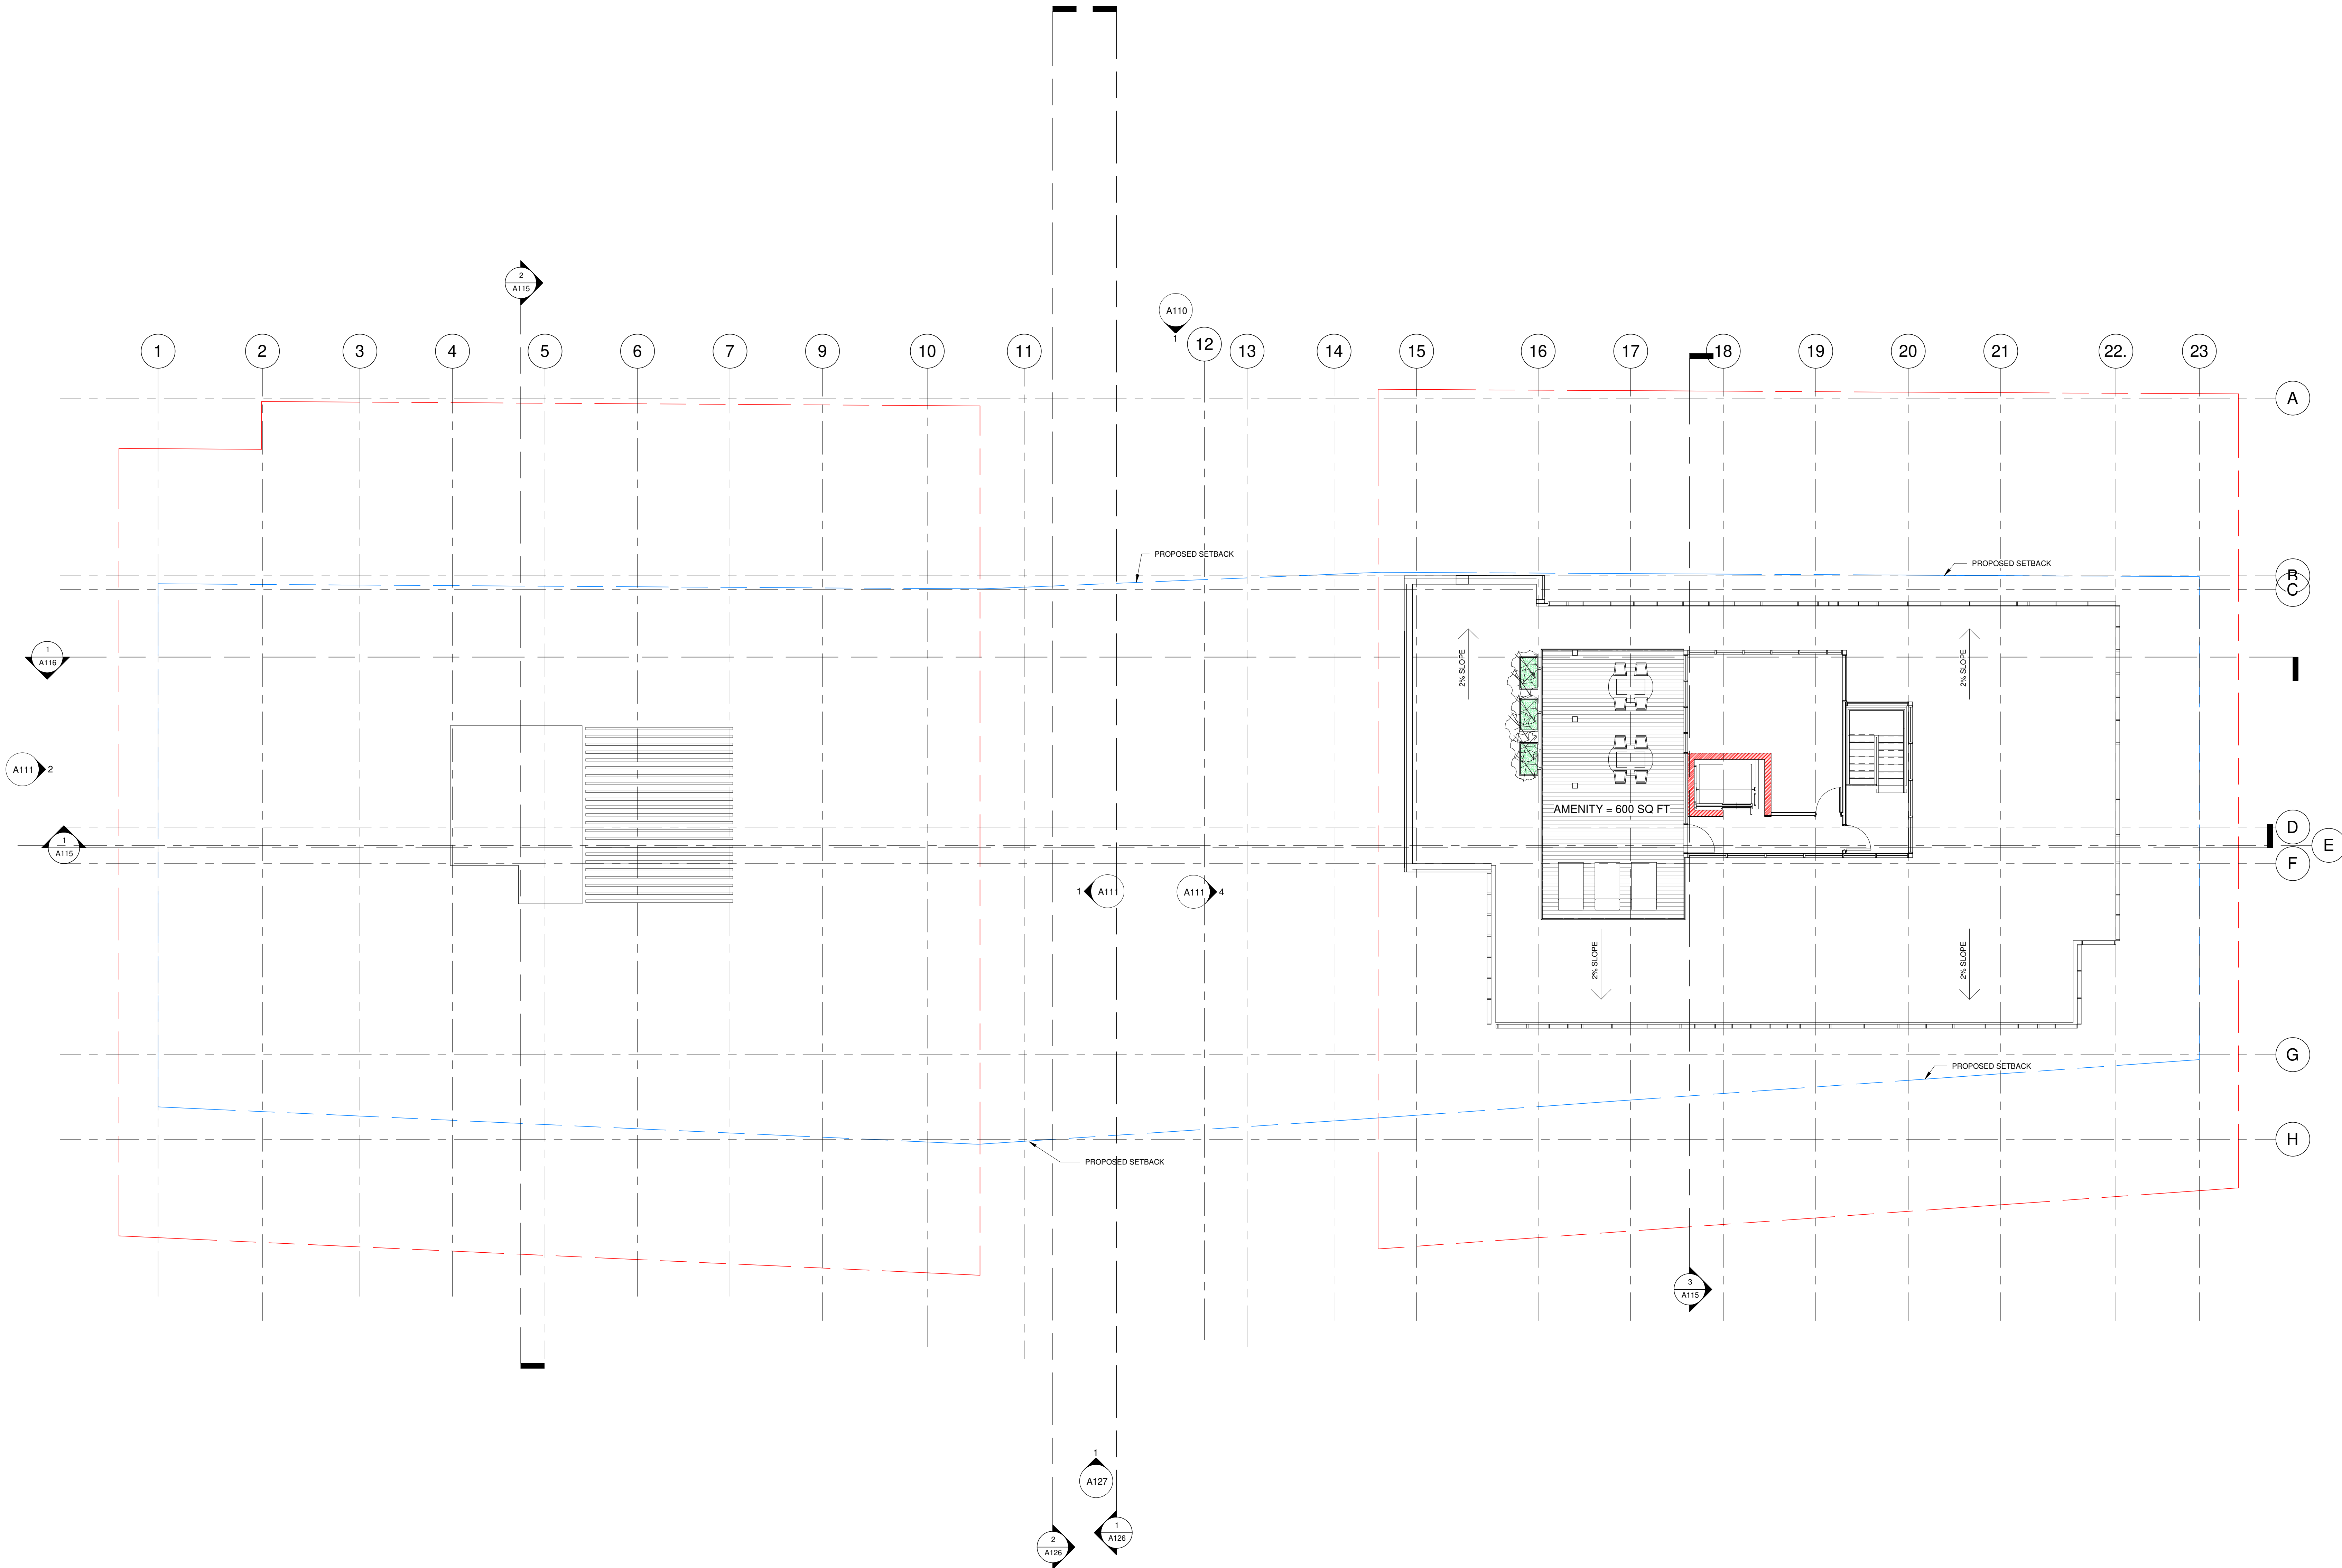 2
A115
A110
1
1
2
3
4
5
6
7
9
10
11
12
13
14
15
16
17
18
19
20
21
22.
23
A
PROPOSED SETBACK
PROPOSED SETBACK
B
C
1
A116
2% SLOPE
2% SLOPE
A111
2
AMENITY = 600 SQ FT
D
E
F
1
A115
1
A111
A111
4
2% SLOPE
2% SLOPE
G
PROPOSED SETBACK
H
PROPOSED SETBACK
3
A115
1
A127
1
A126
2
A126